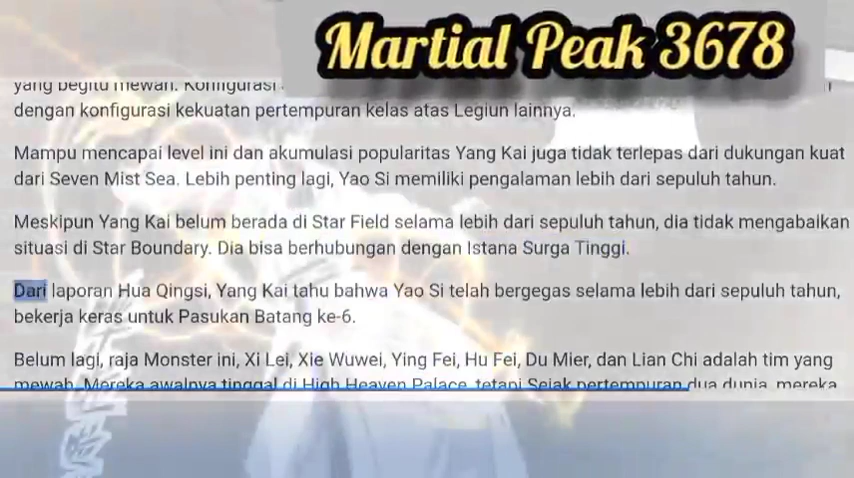 Martial Peak 3678
yang begitu mewah. Konfigurasi
dengan konfigurasi kekuatan pertempuran kelas atas Legiun lainnya.
Mampu mencapai level ini dan akumulasi popularitas Yang Kai juga tidak terlepas dari dukungan kuat
dari Seven Mist Sea. Lebih penting lagi, Yao Si memiliki pengalaman lebih dari sepuluh tahun.
Meskipun Yang Kai belum berada di Star Field selama lebih dari sepuluh tahun, dia tidak mengabaikan
situasi di Star Boundary. Dia bisa berhubungan dengan Istana Surga Tinggi.
Dari laporan Hua Qingsi, Yang Kai tahu bahwa Yao Si telah bergegas selama lebih dari sepuluh tahun,
bekerja keras untuk Pasukan Batang ke-6.
Belum lagi, raja Monster ini, Xi Lei, Xie Wuwei, Ying Fei, Hu Fei, Du Mier, dan Lian Chi adalah tim yang
mewah. Mereka awalnya tinggal di High Heaven Palace, tetapi Sejak pertempuran dua dunia, mereka